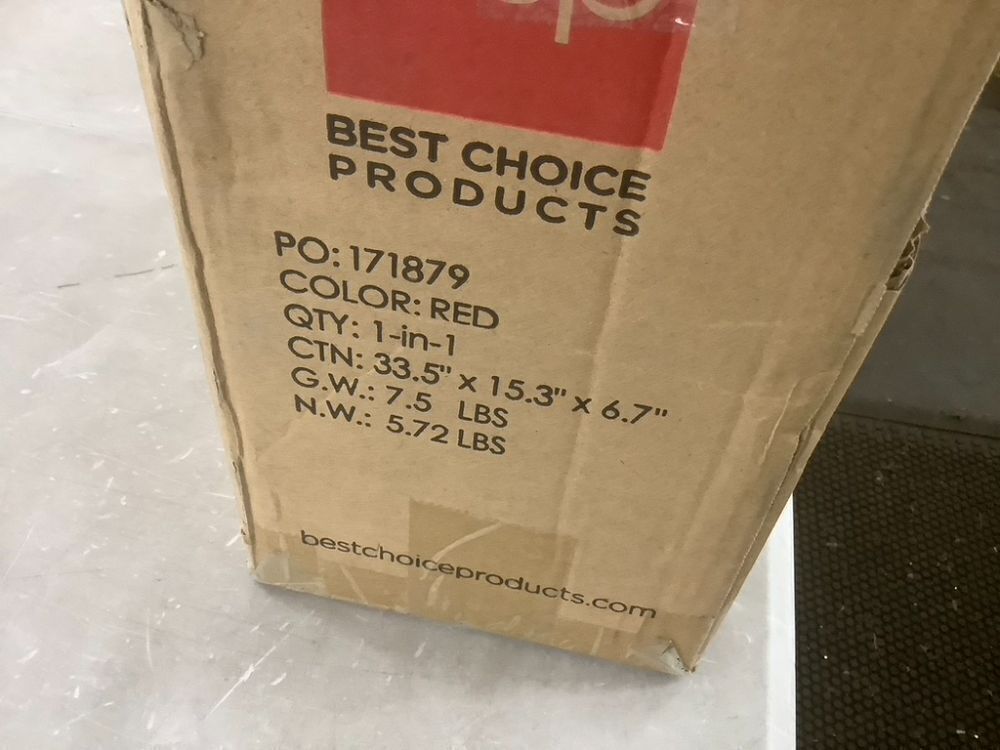 BEST CHOICE
PRODUCTS
PO: 171879
COLOR: RED
QTY: 1-in-1
CTN: 33.5" x 15.3" x 6.7"
G.W.: 7.5 LBS
N.W.: 5.72 LBS
bestchoiceproducts.com